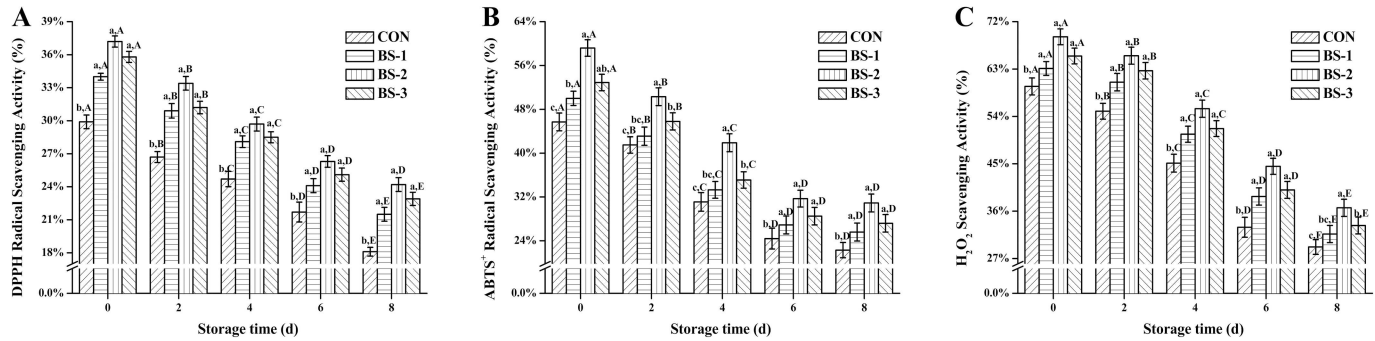 A
DPPH Radical Scavenging Activity (%)
39%
36%
33%
30%
27%
24%
21%
18%
0.0%
CON
BS-1
BS-2
BS-3
b,A a,A a,A a,A
b,B a,B a,B a,B
b,C a,C a,C a,C
b,D a,D a,D a,D
b,E a,E a,D a,E
0 2 4 6 8
Storage time (d)
B
ABTS+ Radical Scavenging Activity (%)
64%
56%
48%
40%
32%
24%
0.0%
CON
BS-1
BS-2
BS-3
c,A b,A a,A ab,A
c,B bc,B a,B b,B
c,C bc,C a,C b,C
b,D a,D a,D a,D
b,D a,D a,D a,D
0 2 4 6 8
Storage time (d)
C
H2O2 Scavenging Activity (%)
72%
63%
54%
45%
36%
27%
0.0%
CON
BS-1
BS-2
BS-3
b,A a,A a,A a,A
b,B a,B a,B a,B
b,C a,C a,C a,C
b,D a,D a,D a,D
c,E bc,E a,E b,E
0 2 4 6 8
Storage time (d)